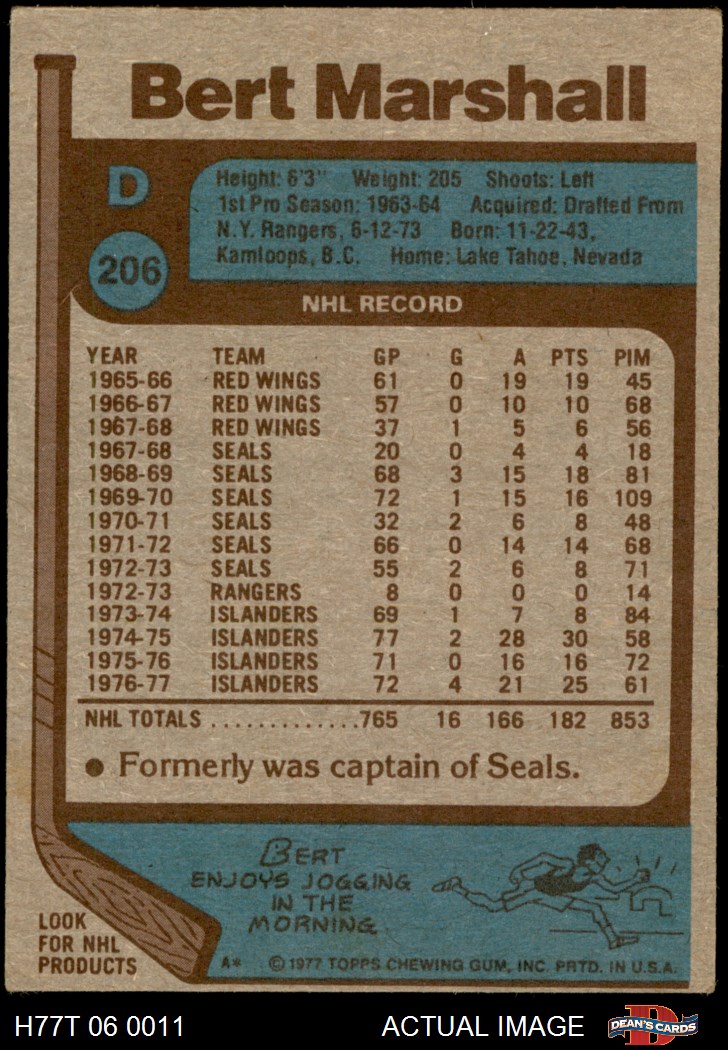 Bert Marshall
D
206
Height: 6'3" Weight: 205 Shoots: Left
1st Pro Season: 1963-64 Acquired: Drafted From
N.Y. Rangers, 6-12-73 Born: 11-22-43,
Kamloops, B.C. Home: Lake Tahoe, Nevada
NHL RECORD
YEAR TEAM GP G A PTS PIM
1965-66 RED WINGS 61 0 19 19 45
1966-67 RED WINGS 57 0 10 10 68
1967-68 RED WINGS 37 1 5 6 56
1967-68 SEALS 20 0 4 4 18
1968-69 SEALS 68 3 15 18 81
1969-70 SEALS 72 1 15 16 109
1970-71 SEALS 32 2 6 8 48
1971-72 SEALS 66 0 14 14 68
1972-73 SEALS 55 2 6 8 71
1972-73 RANGERS 8 0 0 0 14
1973-74 ISLANDERS 69 1 7 8 84
1974-75 ISLANDERS 77 2 28 30 58
1975-76 ISLANDERS 71 0 16 16 72
1976-77 ISLANDERS 72 4 21 25 61
NHL TOTALS .............765 16 166 182 853
● Formerly was captain of Seals.
BERT
ENJOYS JOGGING
IN THE
MORNING.
LOOK
FOR NHL
PRODUCTS
A* © 1977 TOPPS CHEWING GUM, INC. PRTD. IN U.S.A.
H77T 06 0011 ACTUAL IMAGE D DEAN'S CARDS